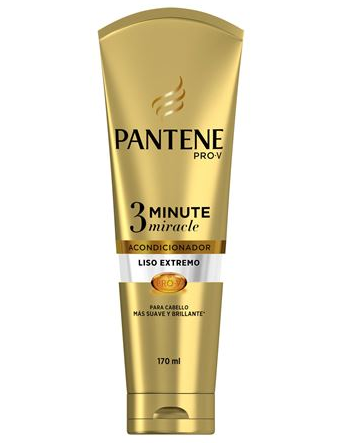 PANTENE
PRO-V
3 MINUTE
miracle
ACONDICIONADOR
LISO EXTREMO
PRO-V
PARA CABELLO
MÁS SUAVE Y BRILLANTE*
170 ml